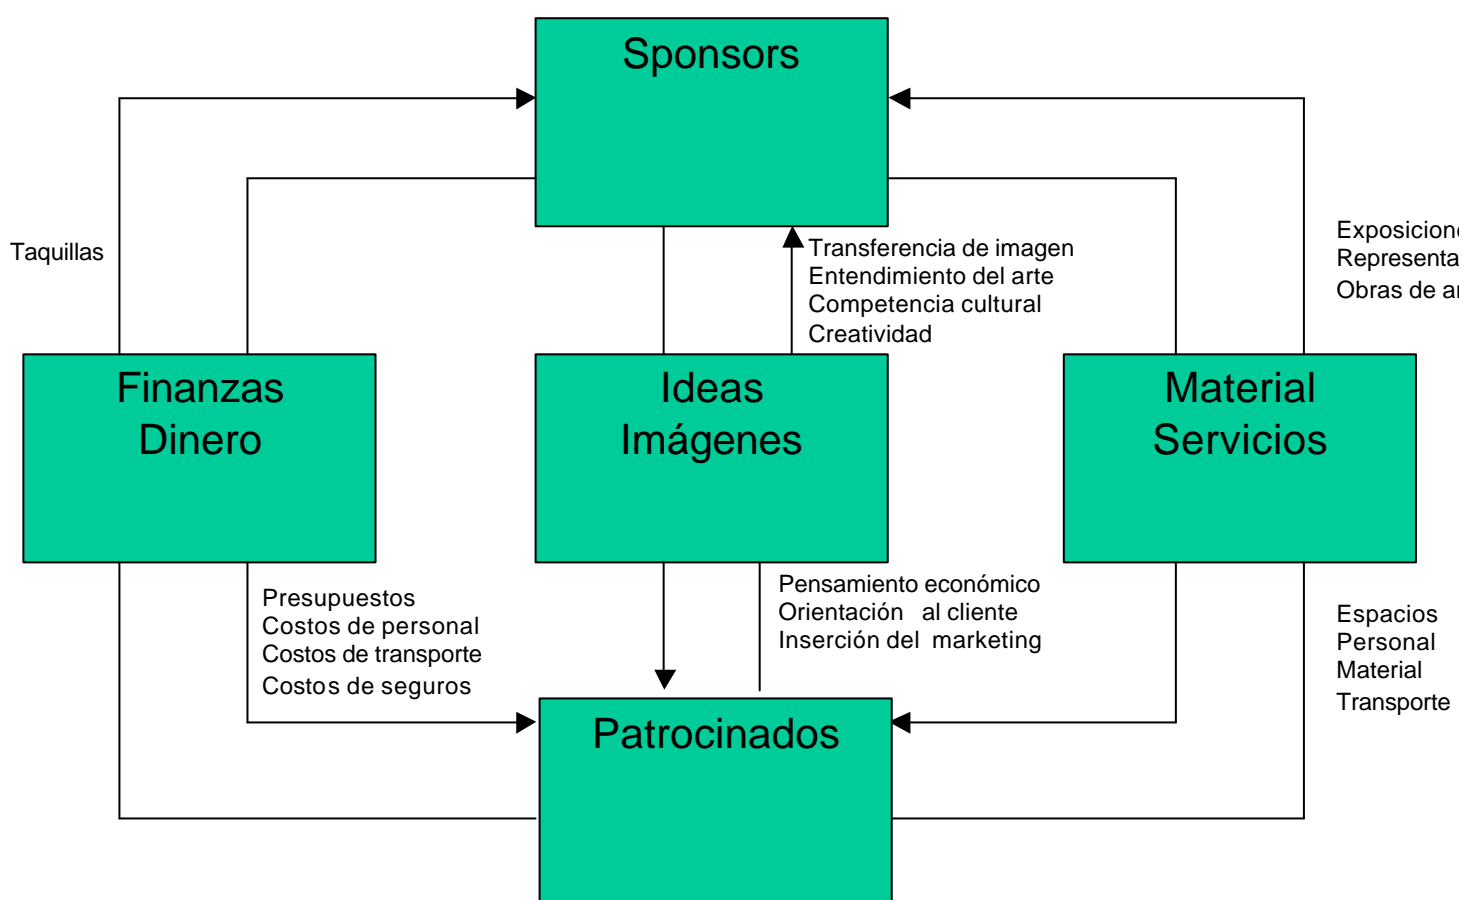 Sponsors
Taquillas
Transferencia de imagen
Entendimiento del arte
Competencia cultural
Creatividad
Obras de
Finanzas
Dinero
Ideas
Imágenes
Material
Servicios
Presupuestos
Costos de personal
Costos de transporte
Costos de seguros
Pensamiento económico
Orientación al cliente
Inserción del marketing
Espacios
Personal
Material
Transporte
Patrocinados